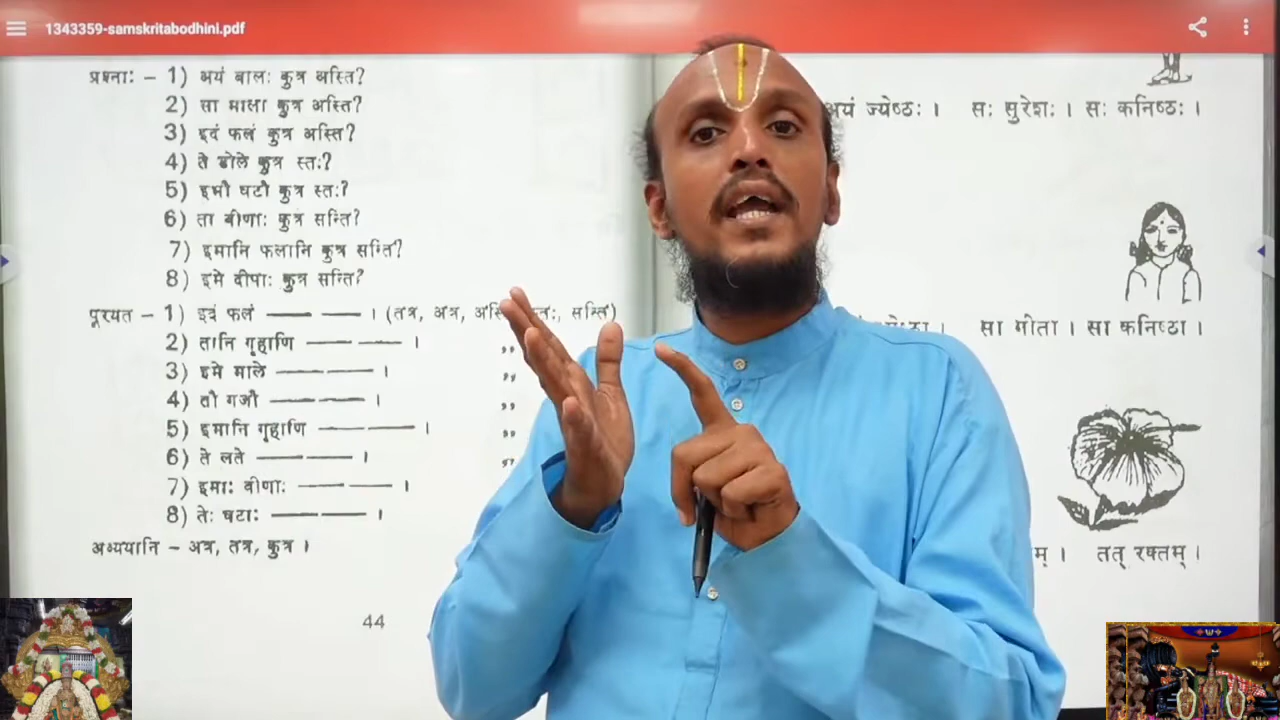 1343359-samskritabodhini.pdf
प्रश्नाः - 1) अयं बालः कुत्र अस्ति?
2) सा माला कुत्र अस्ति?
3) इदं फलं कुत्र अस्ति?
4) ते डोले कुत्र स्तः?
5) इमौ घटौ कुत्र स्तः?
6) ता वीणाः कुत्र सन्ति?
7) इमानि फलानि कुत्र सन्ति?
8) इमे दीपाः कुत्र सन्ति?
पूरयत - 1) इदं फलं — — । (तत्र, अत्र, सन्ति)
2) तानि गृहाणि — — । ,,
3) इमे माले — — । ,,
4) तौ गजौ — — । ,,
5) इमानि गृहाणि — — । ,,
6) ते लते — — । ,,
7) इमाः वीणाः — — ।
8) तेः घटाः — — ।
अव्ययानि - अत्र, तत्र, कुत्र ।
44
अयं ज्येष्ठः । सः सुरेशः । सः कनिष्ठः ।
सा गीता । सा कनिष्ठा ।
तत् रक्तम् ।